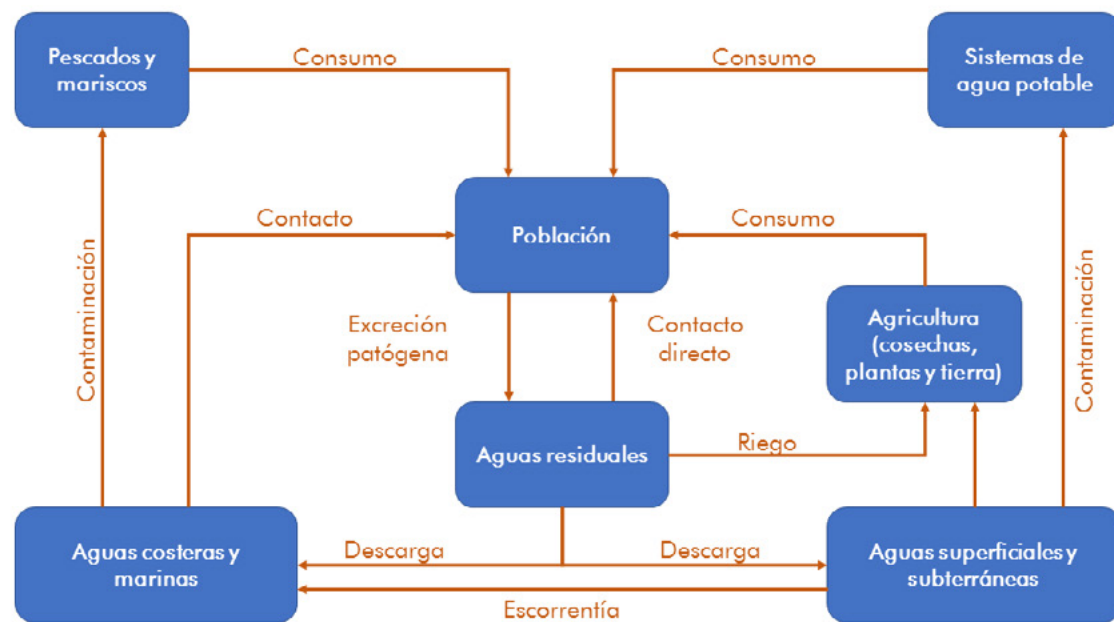 Pescados y
mariscos
Consumo
Consumo
Sistemas de
agua potable
Contacto
Población
Consumo
Contaminación
Excreción
patógena
Contacto
directo
Agricultura
(cosechas,
plantas y tierra)
Contaminación
Aguas residuales
Riego
Aguas costeras y
marinas
Descarga
Descarga
Aguas superficiales y
subterráneas
Escorrentía